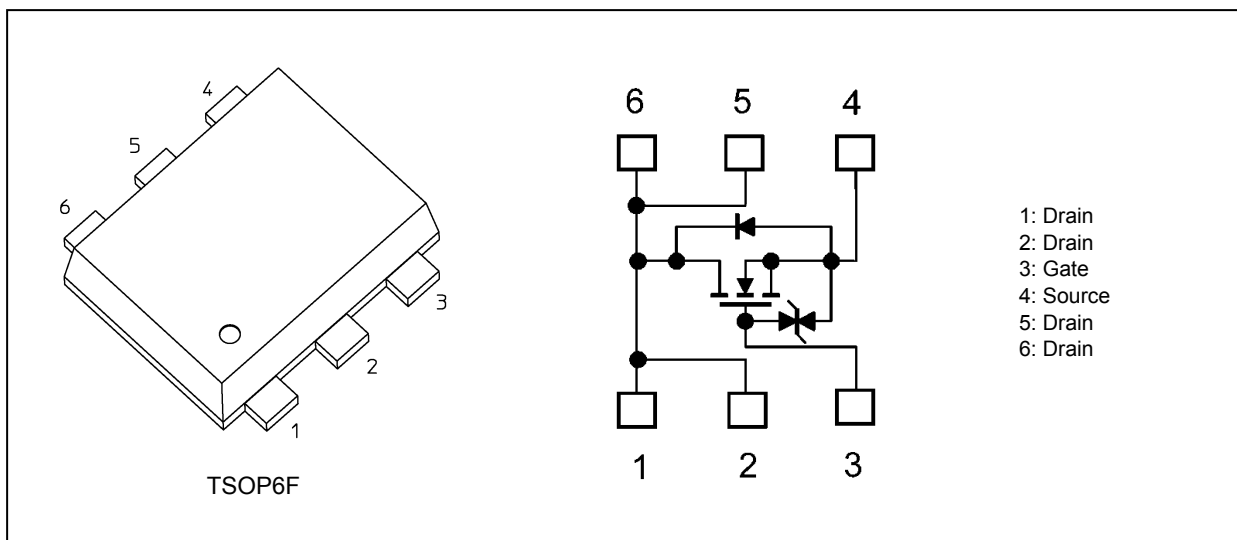 4
5
6
3
2
1
TSOP6F
6 5 4
1 2 3
1: Drain
2: Drain
3: Gate
4: Source
5: Drain
6: Drain